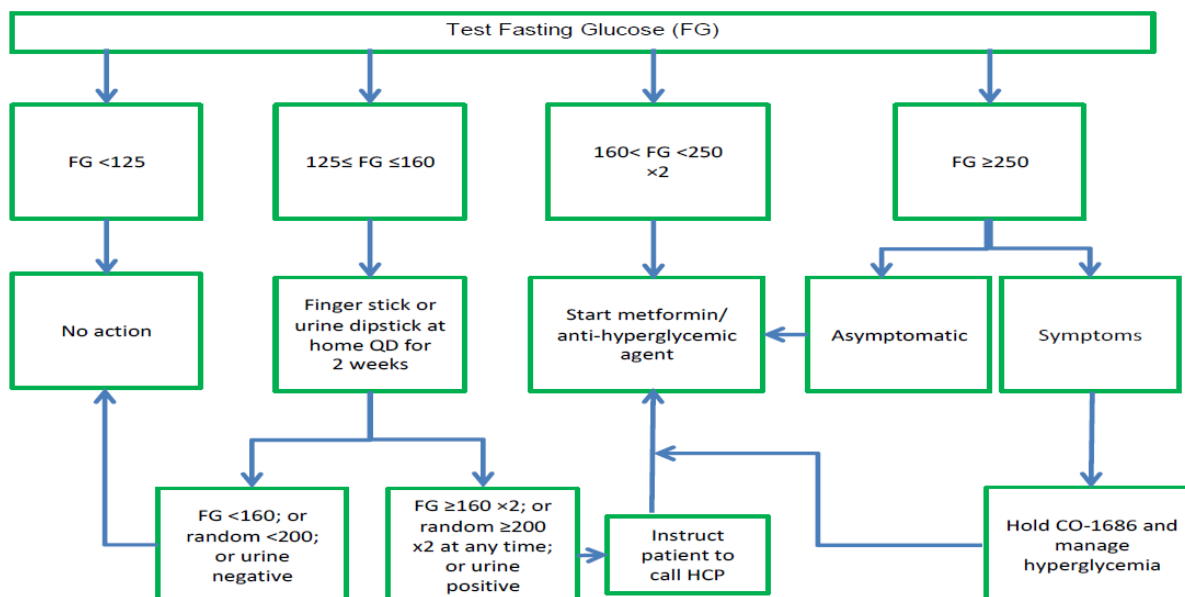 Test Fasting Glucose (FG)
FG <125
125≤ FG ≤160
160< FG <250
×2
FG ≥250
No action
Finger stick or
urine dipstick at
home QD for
2 weeks
Start metformin/
anti-hyperglycemic
agent
Asymptomatic
Symptoms
FG <160; or
random <200;
or urine
negative
FG ≥160 ×2; or
random ≥200
x2 at any time;
or urine
positive
Instruct
patient to
call HCP
Hold CO-1686 and
manage
hyperglycemia